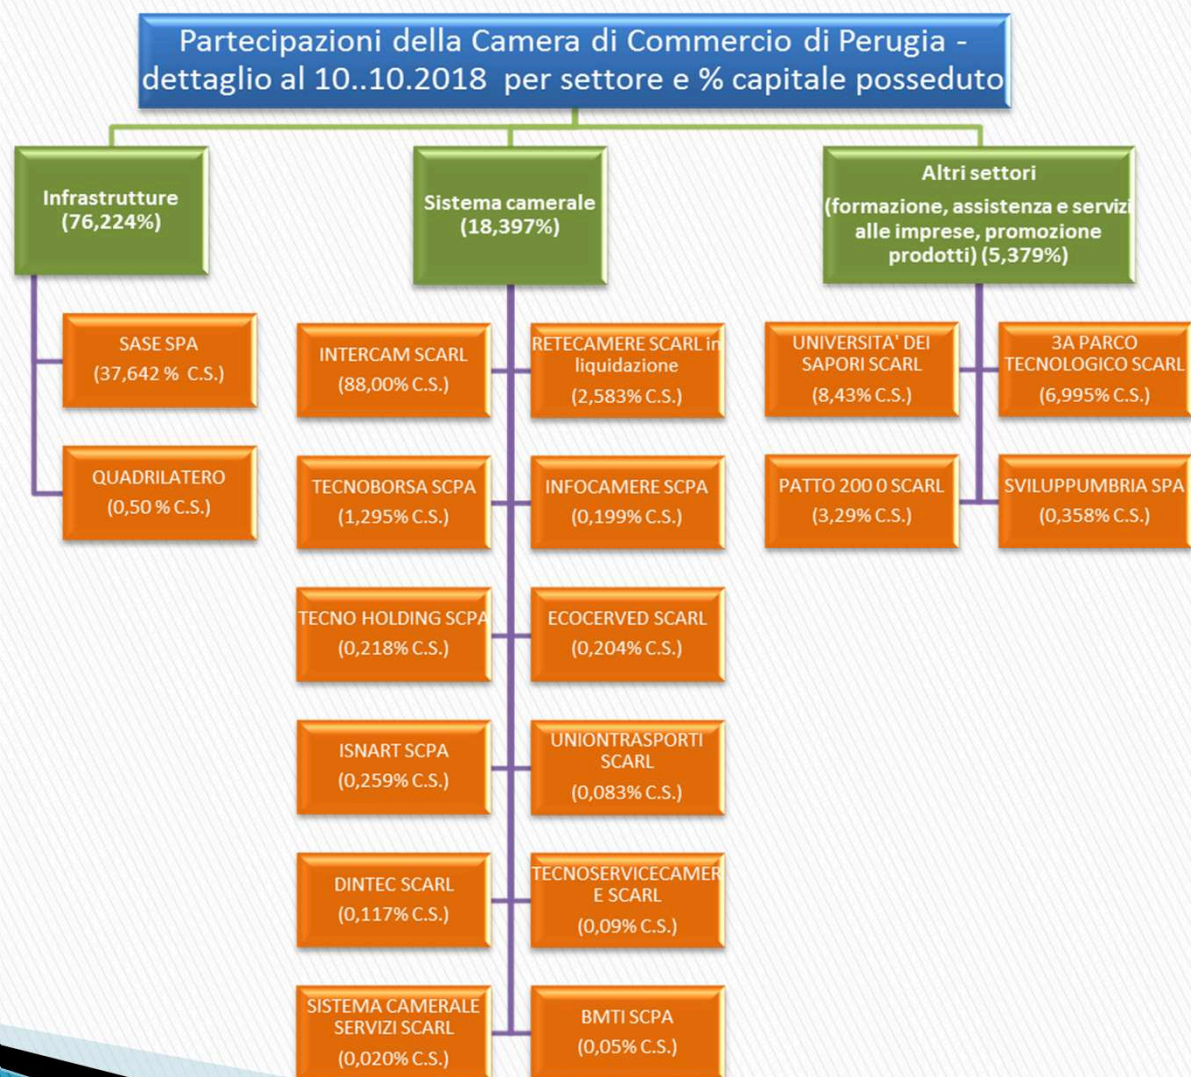 Partecipazioni della Camera di Commercio di Perugia -
dettaglio al 10..10.2018 per settore e % capitale posseduto
Infrastrutture
(76,224%)
SASE SPA
(37,642 % C.S.)
QUADRILATERO
(0,50 % C.S.)
Sistema camerale
(18,397%)
INTERCAM SCARL
(88,00% C.S.)
RETECAMERE SCARL in
liquidazione
(2,583% C.S.)
TECNOBORSA SCPA
(1,295% C.S.)
INFOCAMERE SCPA
(0,199% C.S.)
TECNO HOLDING SCPA
(0,218% C.S.)
ECOCERVED SCARL
(0,204% C.S.)
ISNART SCPA
(0,259% C.S.)
UNIONTRASPORTI
SCARL
(0,083% C.S.)
DINTEC SCARL
(0,117% C.S.)
TECNOSERVICECAMER
E SCARL
(0,09% C.S.)
SISTEMA CAMERALE
SERVIZI SCARL
(0,020% C.S.)
BMTI SCPA
(0,05% C.S.)
Altri settori
(formazione, assistenza e servizi
alle imprese, promozione
prodotti) (5,379%)
UNIVERSITA' DEI
SAPORI SCARL
(8,43% C.S.)
3A PARCO
TECNOLOGICO SCARL
(6,995% C.S.)
PATTO 200 0 SCARL
(3,29% C.S.)
SVILUPPUMBRIA SPA
(0,358% C.S.)